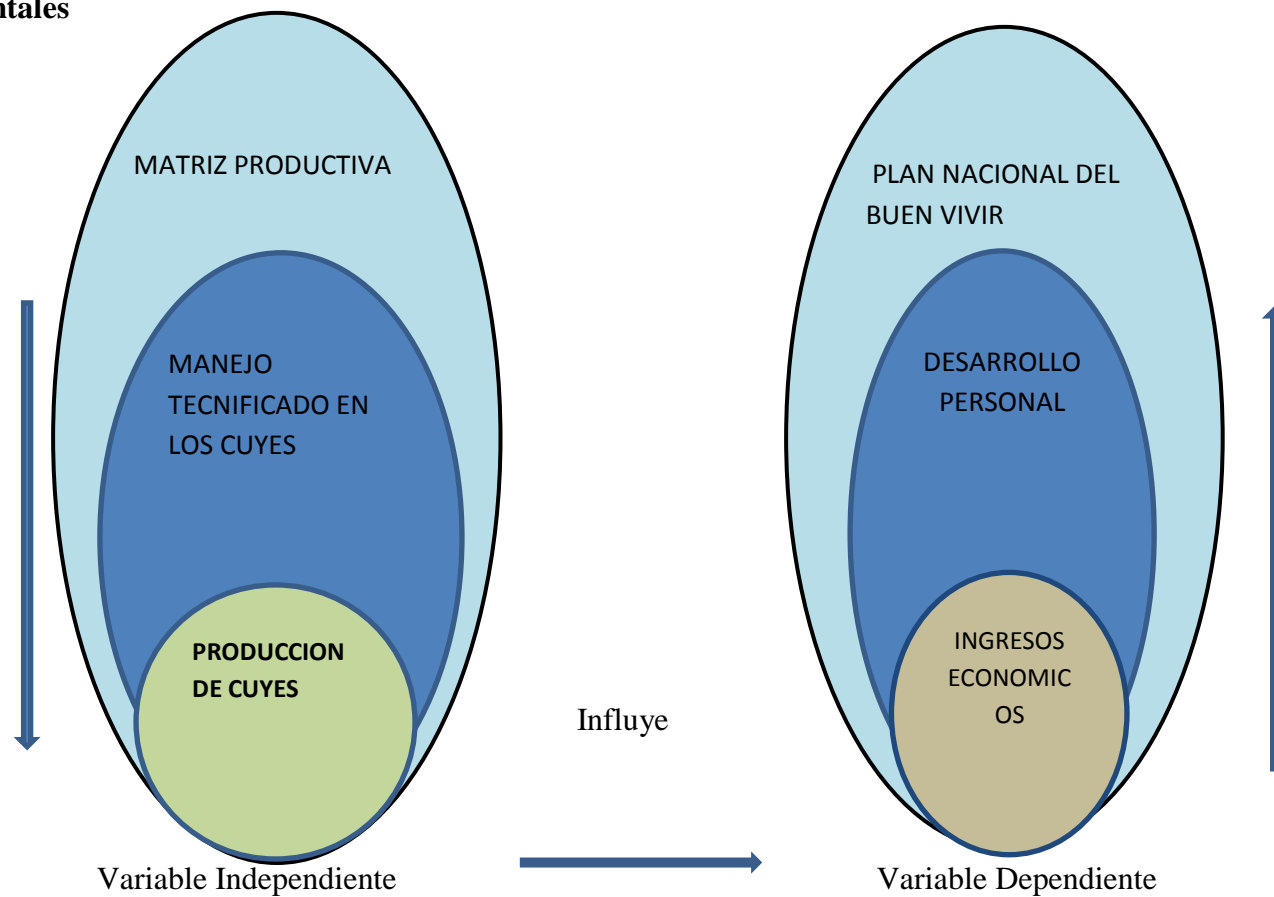 ntales
MATRIZ PRODUCTIVA
MANEJO
TECNIFICADO EN
LOS CUYES
PRODUCCION
DE CUYES
Variable Independiente
Influye
PLAN NACIONAL DEL
BUEN VIVIR
DESARROLLO
PERSONAL
INGRESOS
ECONOMIC
OS
Variable Dependiente